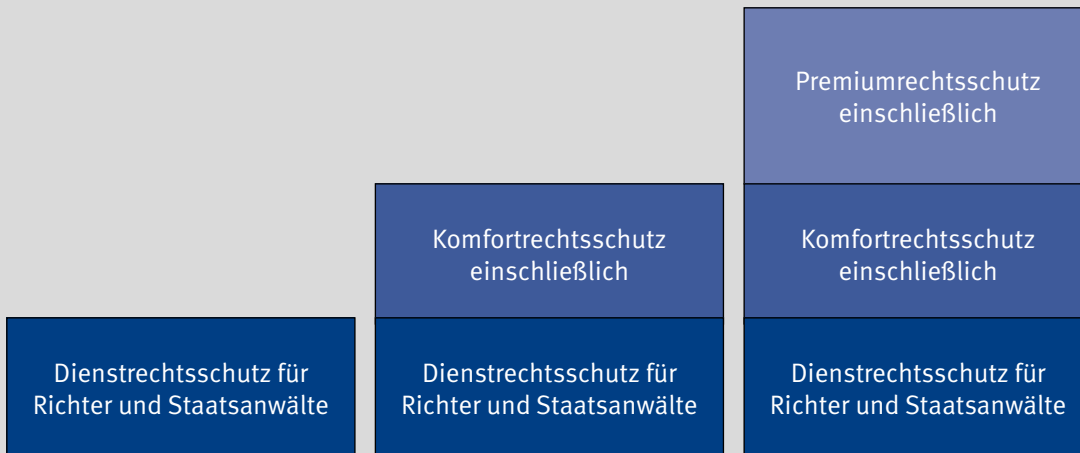 Premiumrechtsschutz
einschließlich
Komfortrechtsschutz
einschließlich
Komfortrechtsschutz
einschließlich
Dienstrechtsschutz für
Richter und Staatsanwälte
Dienstrechtsschutz für
Richter und Staatsanwälte
Dienstrechtsschutz für
Richter und Staatsanwälte